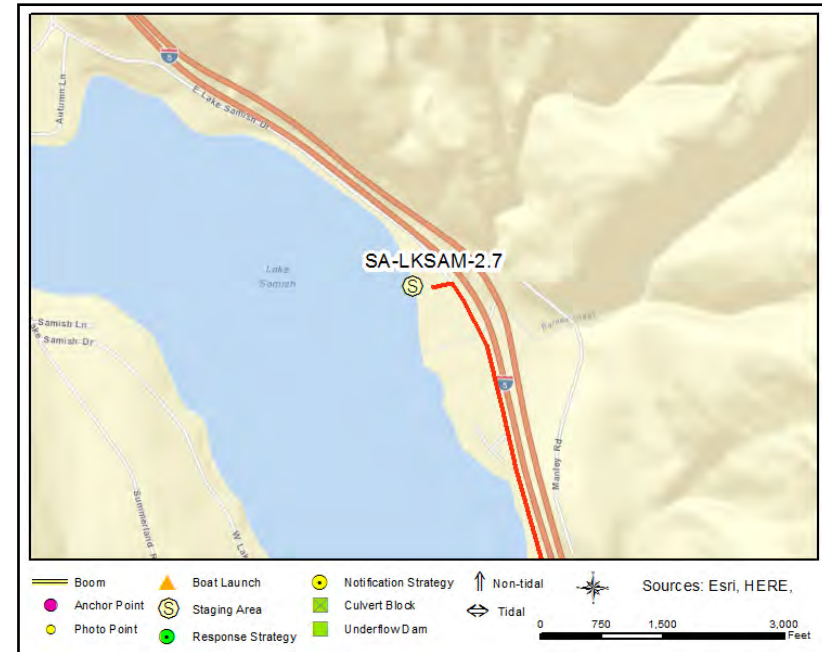 5
E Lake Samish Dr
Autumn Ln
SA-LKSAM-2.7
Lake
Samish
S
Samish Ln
Lake
Samish Dr
5
Manley Rd
Summerland R
W Lak
Boom
Boat Launch
Notification Strategy
Non-tidal
Sources: Esri, HERE,
Anchor Point
S
Staging Area
Culvert Block
Tidal
Photo Point
Response Strategy
Underflow Dam
0 750 1,500 3,000
Feet